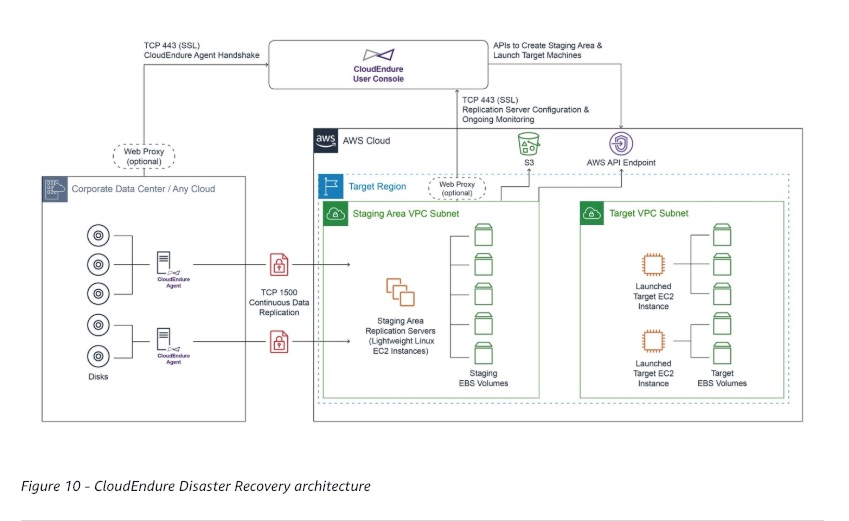 TCP 443 (SSL)
CloudEndure Agent Handshake
CloudEndure
User Console
APIs to Create Staging Area &
Launch Target Machines
TCP 443 (SSL)
Replication Server Configuration &
Ongoing Monitoring
Web Proxy
(optional)
aws
AWS Cloud
S3
AWS API Endpoint
Corporate Data Center / Any Cloud
Target Region
Web Proxy
(optional)
Staging Area VPC Subnet
Target VPC Subnet
CloudEndure
Agent
TCP 1500
Continuous Data
Replication
Staging Area
Replication Servers
(Lightweight Linux
EC2 Instances)
Launched
Target EC2
Instance
CloudEndure
Agent
Disks
Staging
EBS Volumes
Launched
Target EC2
Instance
Target
EBS Volumes
Figure 10 - CloudEndure Disaster Recovery architecture